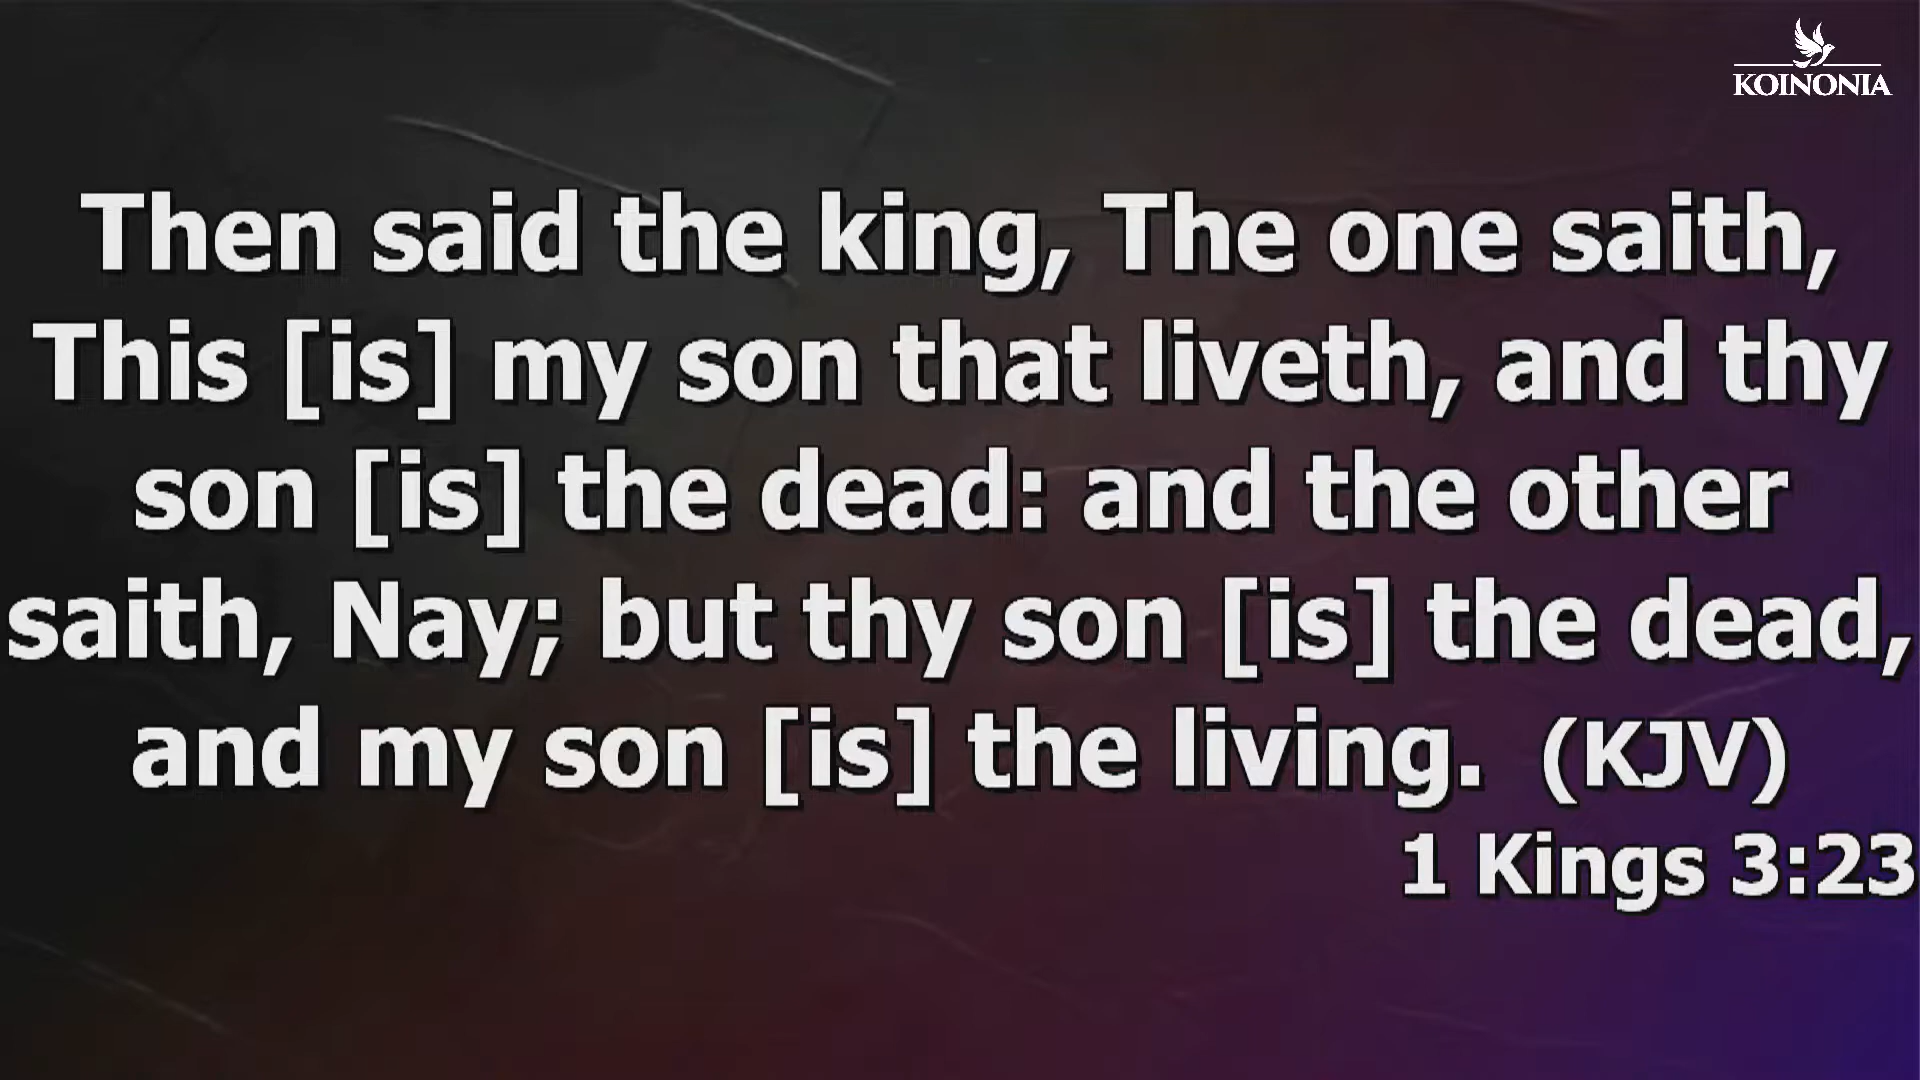 KOINONIA
Then said the king, The one saith,
This [is] my son that liveth, and thy
son [is] the dead: and the other
saith, Nay; but thy son [is] the dead,
and my son [is] the living.  (KJV)
1 Kings 3:23